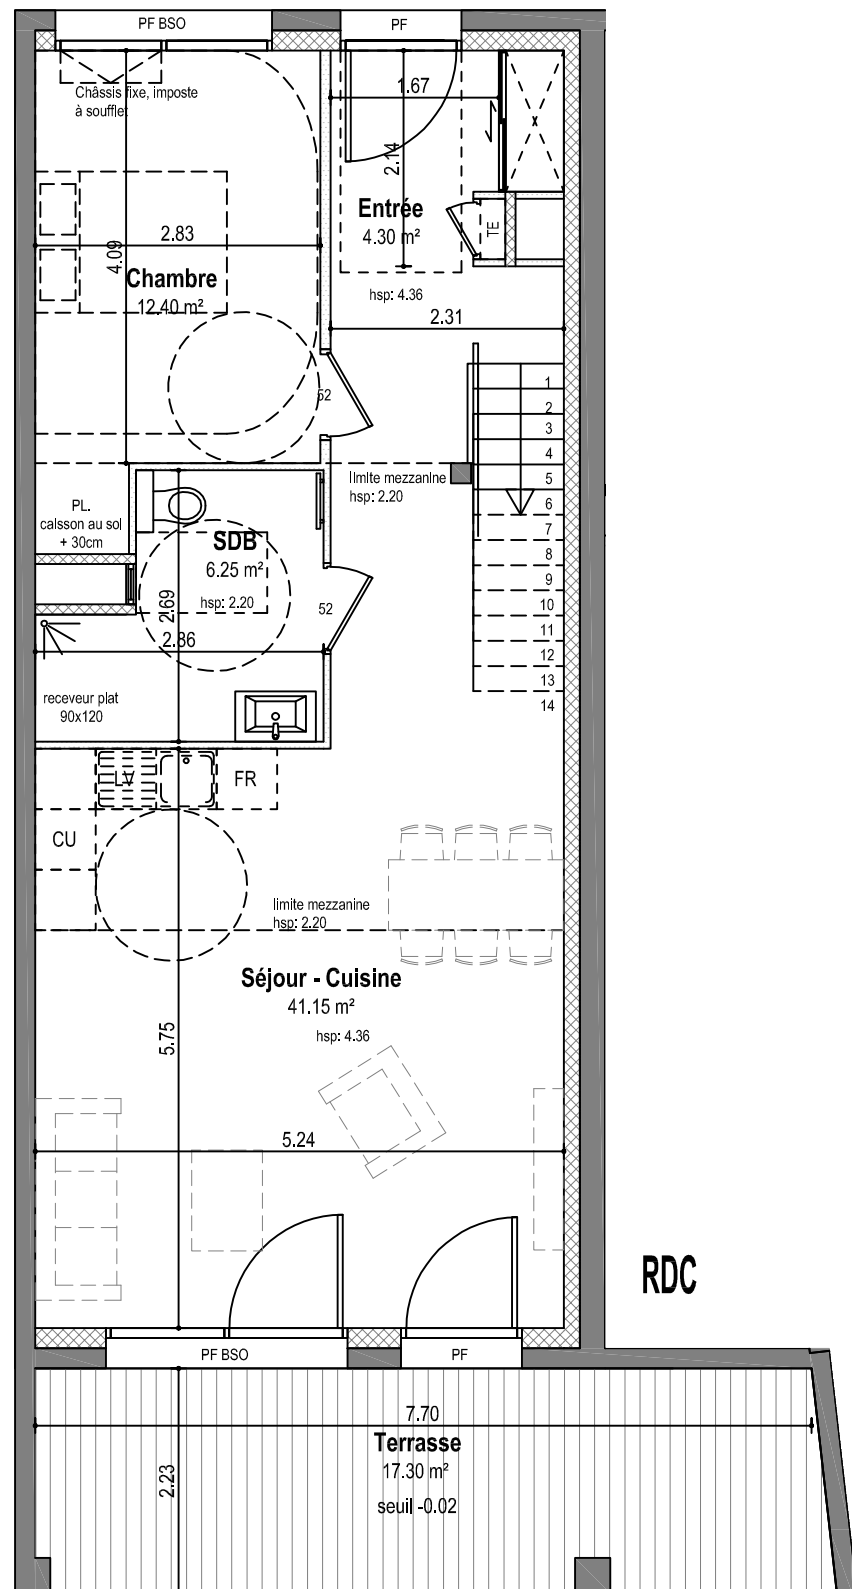 PF BSO
PF
Châssis fixe, imposte
à soufflet
1.67
2.14
Entrée
4.30 m²
TE
2.83
4.09
Chambre
12.40 m²
hsp: 4.36
2.31
52
1
2
3
4
5
6
7
8
9
10
11
12
13
14
limite mezzanine
hsp: 2.20
PL.
caisson au sol
+ 30cm
SDB
6.25 m²
hsp: 2.20
2.69
52
2.86
receveur plat
90x120
LV
FR
CU
limite mezzanine
hsp: 2.20
Séjour - Cuisine
41.15 m²
hsp: 4.36
5.75
5.24
RDC
PF BSO
PF
7.70
Terrasse
17.30 m²
2.23
seuil -0.02